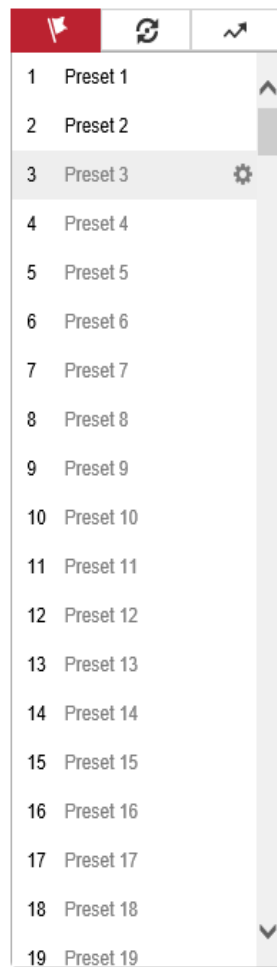 1 Preset 1
2 Preset 2
3 Preset 3
4 Preset 4
5 Preset 5
6 Preset 6
7 Preset 7
8 Preset 8
9 Preset 9
10 Preset 10
11 Preset 11
12 Preset 12
13 Preset 13
14 Preset 14
15 Preset 15
16 Preset 16
17 Preset 17
18 Preset 18
19 Preset 19